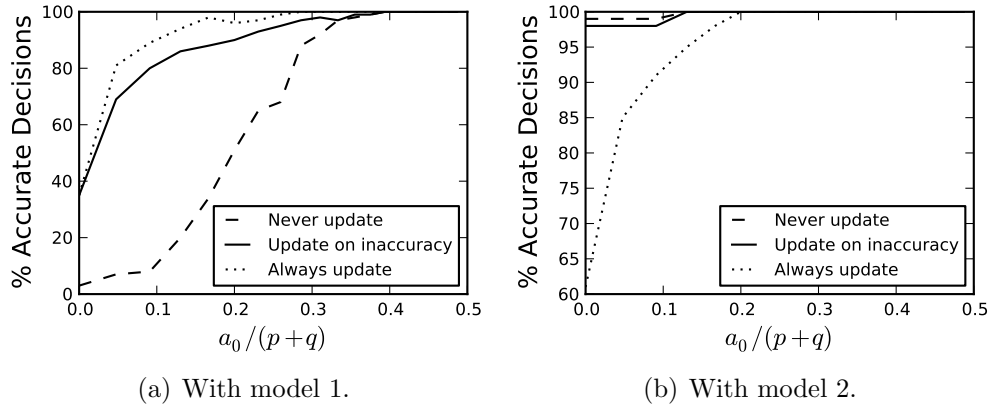 % Accurate Decisions
100
80
60
40
20
0
0.0 0.1 0.2 0.3 0.4 0.5
a₀/(p+q)
Never update
Update on inaccuracy
Always update
(a) With model 1.
% Accurate Decisions
100
95
90
85
80
75
70
65
60
0.0 0.1 0.2 0.3 0.4 0.5
a₀/(p+q)
Never update
Update on inaccuracy
Always update
(b) With model 2.